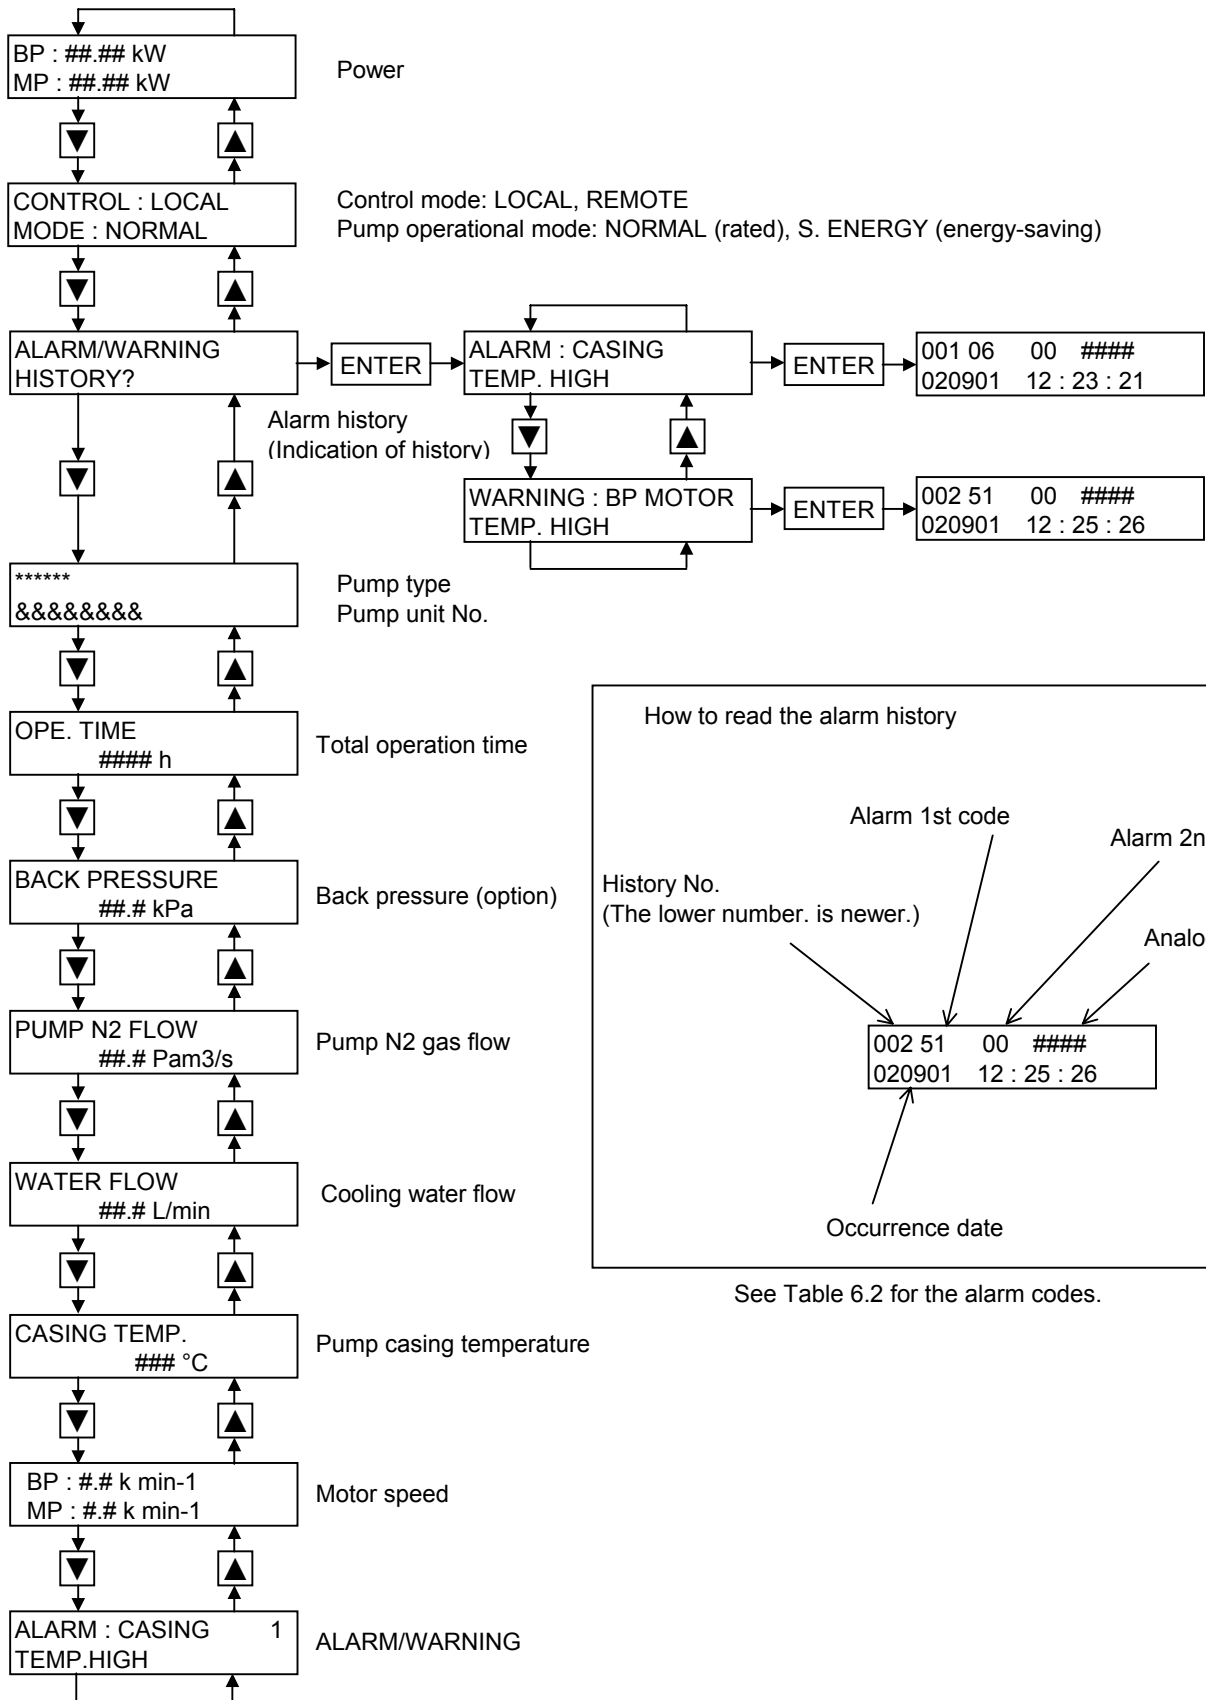 BP : ##.## kW
MP : ##.## kW
Power
CONTROL : LOCAL
MODE : NORMAL
Control mode: LOCAL, REMOTE
Pump operational mode: NORMAL (rated), S. ENERGY (energy-saving)
ALARM/WARNING
HISTORY?
ENTER
ALARM : CASING
TEMP. HIGH
ENTER
001 06 00 ####
020901 12 : 23 : 21
Alarm history
(Indication of history)
WARNING : BP MOTOR
TEMP. HIGH
ENTER
002 51 00 ####
020901 12 : 25 : 26
******
&&&&&&&&
Pump type
Pump unit No.
OPE. TIME
#### h
Total operation time
BACK PRESSURE
##.# kPa
Back pressure (option)
PUMP N2 FLOW
##.# Pam3/s
Pump N2 gas flow
WATER FLOW
##.# L/min
Cooling water flow
CASING TEMP.
### °C
Pump casing temperature
BP : #.# k min-1
MP : #.# k min-1
Motor speed
ALARM : CASING 1
TEMP.HIGH
ALARM/WARNING
How to read the alarm history
Alarm 1st code
Alarm 2n
History No.
(The lower number. is newer.)
Analo
002 51 00 ####
020901 12 : 25 : 26
Occurrence date
See Table 6.2 for the alarm codes.